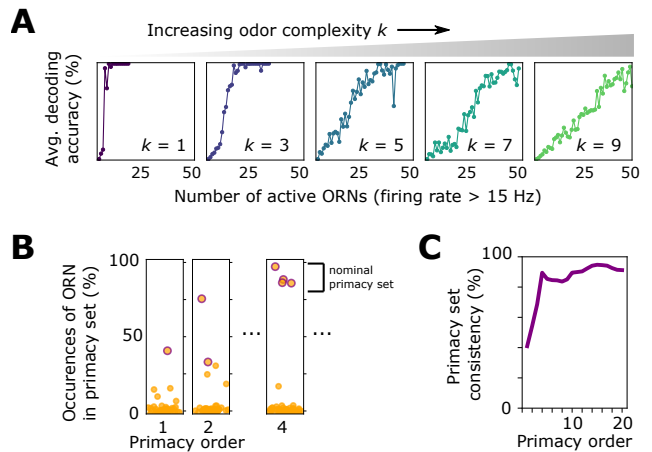 A
Increasing odor complexity k
Avg. decoding
accuracy (%)
k = 1
k = 3
k = 5
k = 7
k = 9
25
25
25
25
25
50
50
50
50
50
Number of active ORNs (firing rate > 15 Hz)
B
Occurences of ORN
in primacy set (%)
100
50
0
nominal
primacy set
...
...
1
2
4
Primacy order
C
Primacy set
consistency (%)
100
0
0
10
20
Primacy order